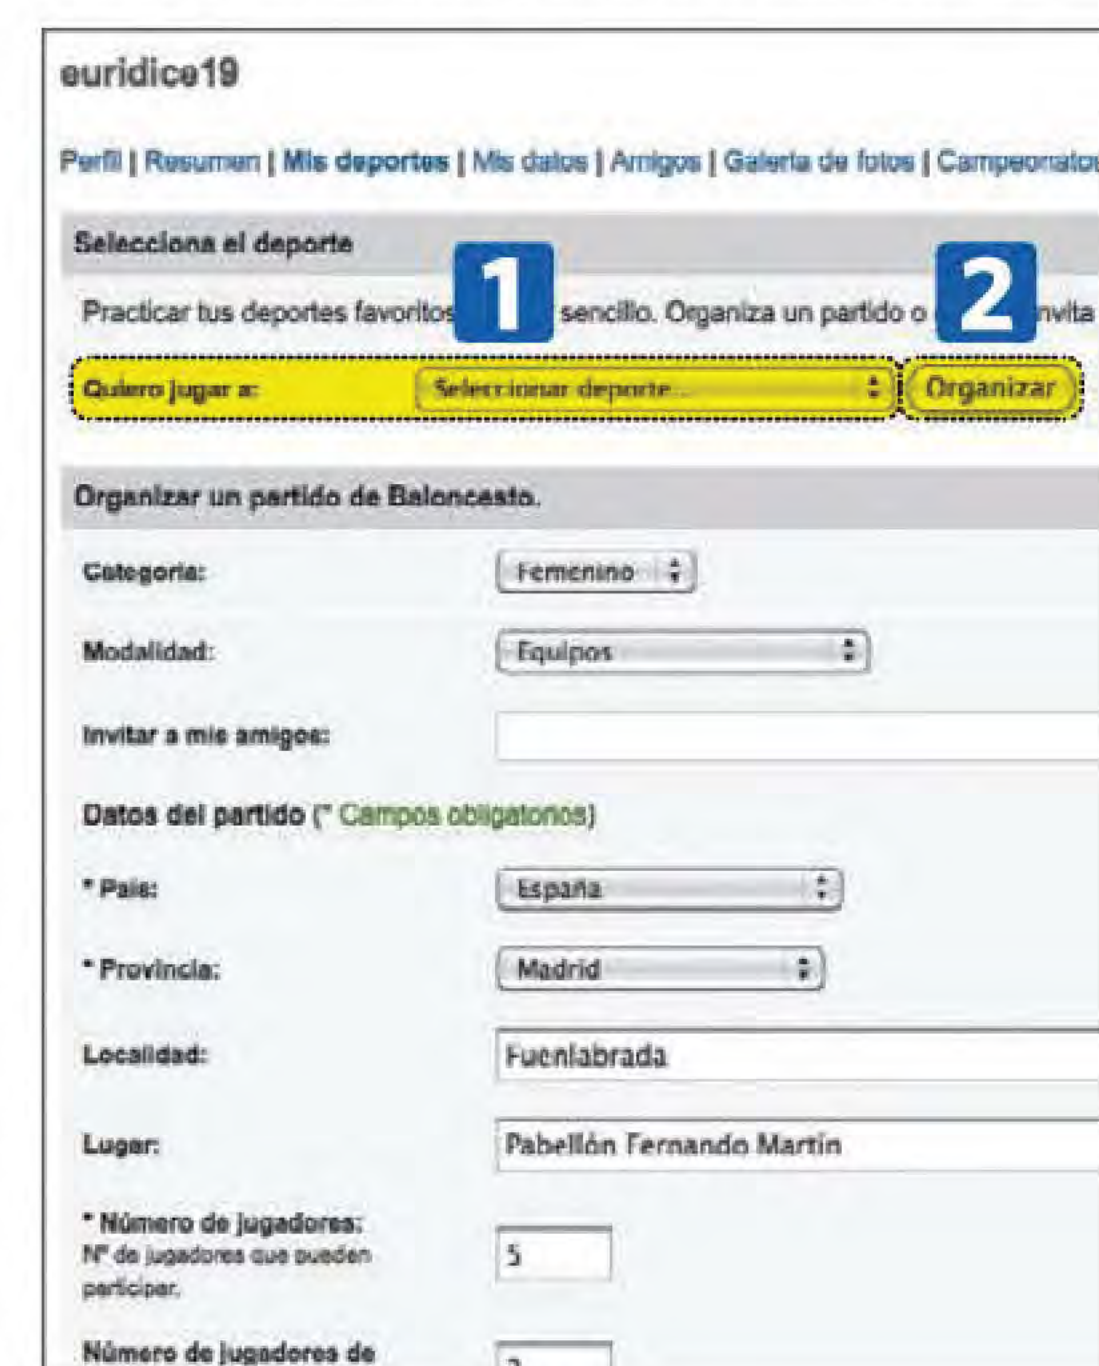 euridice19
Perfil | Resumen | Mis deportes | Mis datos | Amigos | Galería de fotos | Campeonatos
Selecciona el deporte
1
2
Practicar tus deportes favoritos sencillo. Organiza un partido o nvita
Quiero jugar a: Seleccionar deporte... Organizar
Organizar un partido de Baloncesto.
Categoría: Femenino
Modalidad: Equipos
Invitar a mis amigos:
Datos del partido (* Campos obligatorios)
* País: España
* Provincia: Madrid
Localidad: Fuenlabrada
Lugar: Pabellón Fernando Martín
* Número de jugadores: 5
Nº de jugadores que pueden
participar.
Número de jugadores de